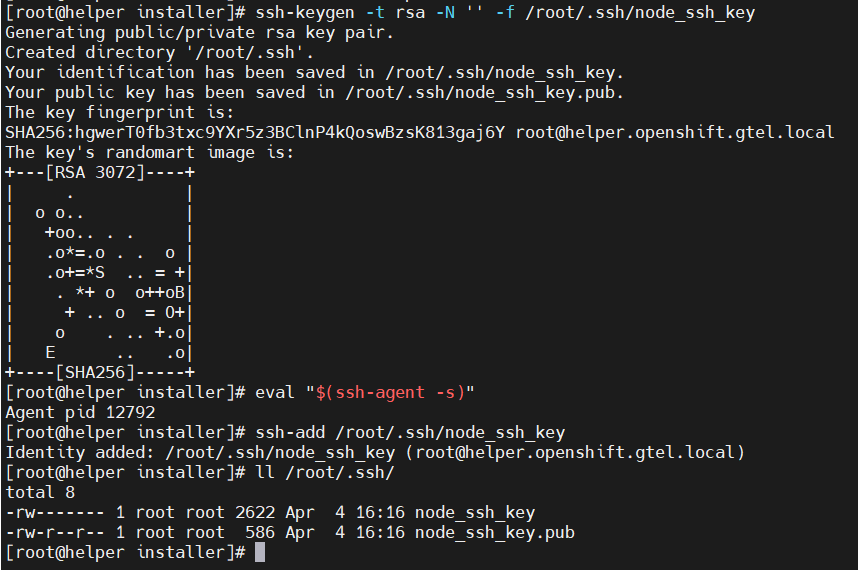 [root@helper installer]# ssh-keygen -t rsa -N '' -f /root/.ssh/node_ssh_key
Generating public/private rsa key pair.
Created directory '/root/.ssh'.
Your identification has been saved in /root/.ssh/node_ssh_key.
Your public key has been saved in /root/.ssh/node_ssh_key.pub.
The key fingerprint is:
SHA256:hgwerT0fb3txc9YXr5z3BClnP4kQoswBzsK813gaj6Y root@helper.openshift.gtel.local
The key's randomart image is:
+---[RSA 3072]----+
|     .           |
|  o o..          |
|   +oo.. . .     |
|   .o*=.o . .  o |
|   .o+=*S  .. = +|
|    . *+ o  o++oB|
|     + .. o  = O+|
|    o    . .. +.o|
|   E      ..   .o|
+----[SHA256]-----+
[root@helper installer]# eval "$(ssh-agent -s)"
Agent pid 12792
[root@helper installer]# ssh-add /root/.ssh/node_ssh_key
Identity added: /root/.ssh/node_ssh_key (root@helper.openshift.gtel.local)
[root@helper installer]# ll /root/.ssh/
total 8
-rw------- 1 root root 2622 Apr  4 16:16 node_ssh_key
-rw-r--r-- 1 root root  586 Apr  4 16:16 node_ssh_key.pub
[root@helper installer]#